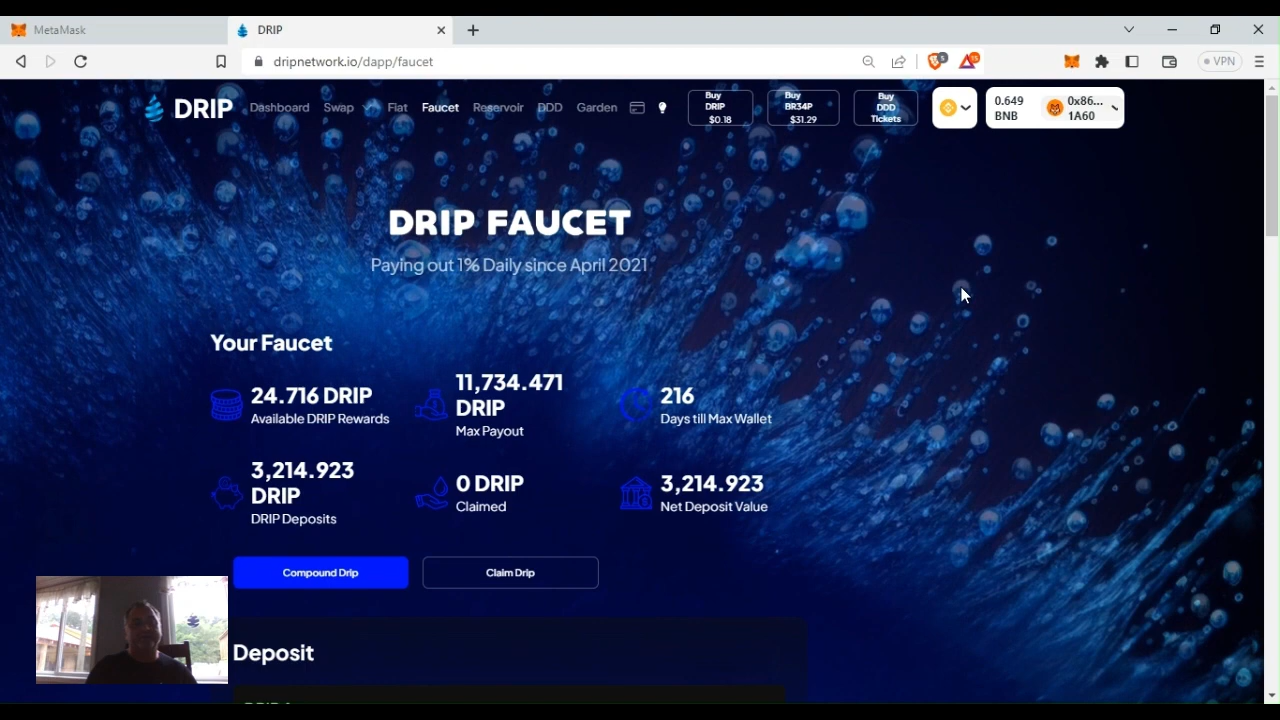 MetaMask
DRIP
dripnetwork.io/dapp/faucet
5
15
VPN
DRIP
Dashboard
Swap
Fiat
Faucet
Reservoir
DDD
Garden
Buy
DRIP
$0.18
Buy
BR34P
$31.29
Buy
DDD
Tickets
0.649
BNB
0x86...
1A60
DRIP FAUCET
Paying out 1% Daily since April 2021
Your Faucet
24.716 DRIP
Available DRIP Rewards
11,734.471
DRIP
Max Payout
216
Days till Max Wallet
3,214.923
DRIP
DRIP Deposits
0 DRIP
Claimed
3,214.923
Net Deposit Value
Compound Drip
Claim Drip
Deposit